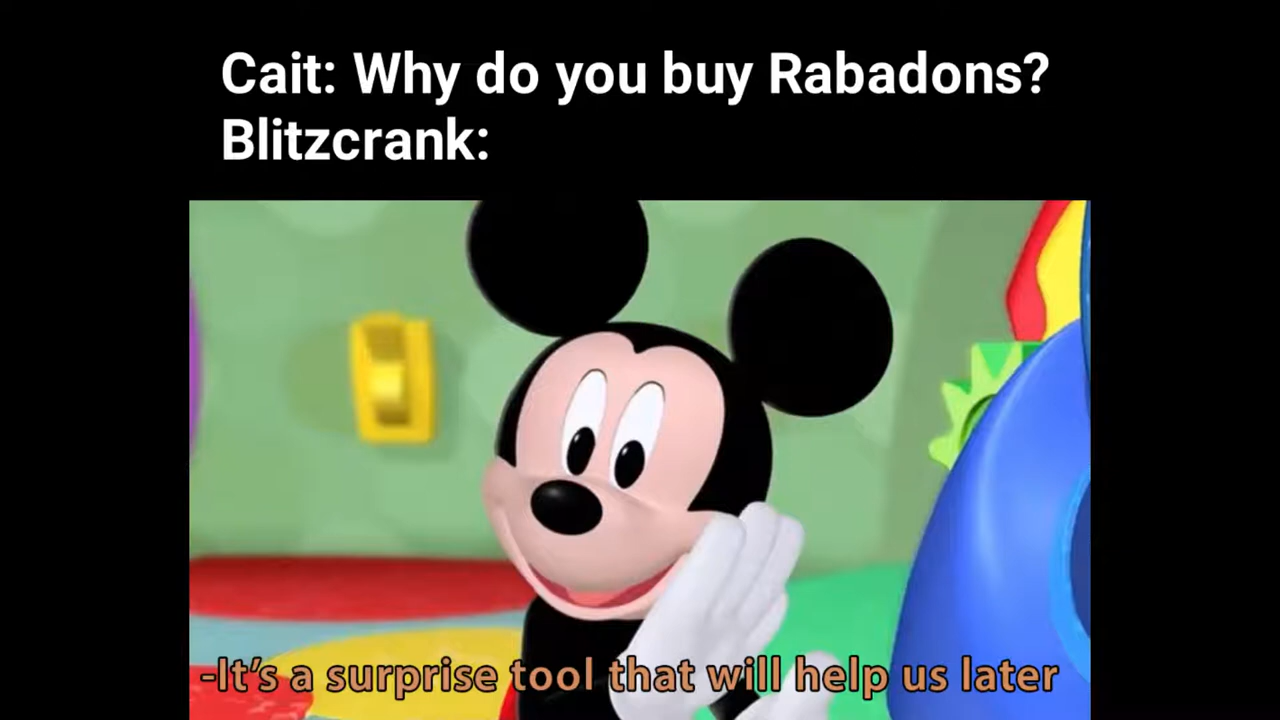 Cait: Why do you buy Rabadons?
Blitzcrank:
-It's a surprise tool that will help us later